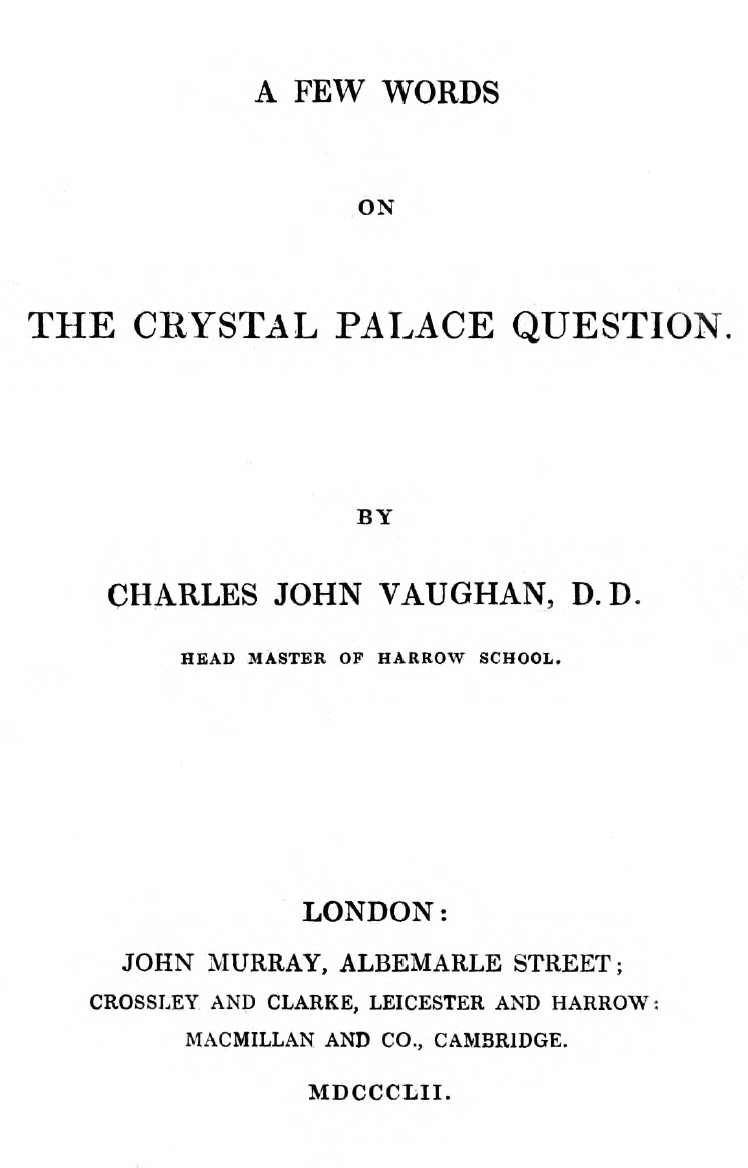 A FEW WORDS
ON
THE CRYSTAL PALACE QUESTION.
BY
CHARLES JOHN VAUGHAN, D. D.
HEAD MASTER OF HARROW SCHOOL.
LONDON:
JOHN MURRAY, ALBEMARLE STREET;
CROSSLEY AND CLARKE, LEICESTER AND HARROW:
MACMILLAN AND CO., CAMBRIDGE.
MDCCCLII.